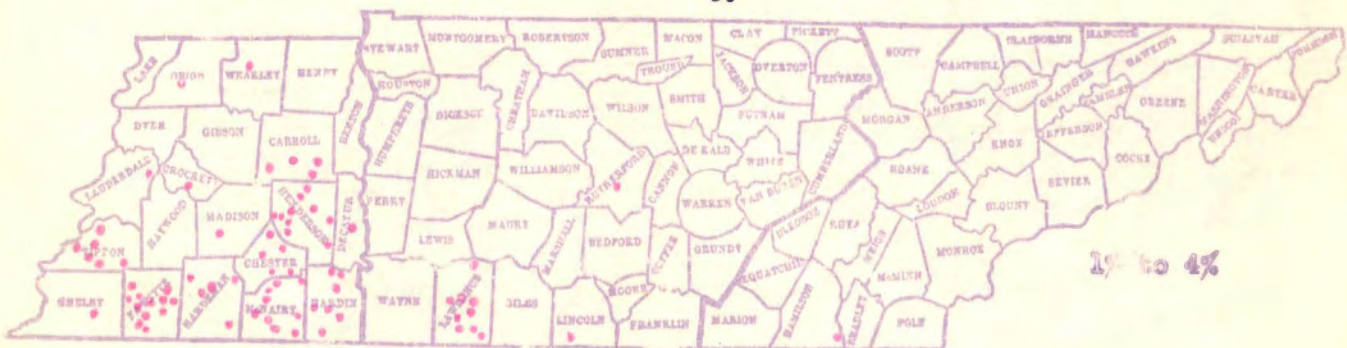 STEWART
MONTGOMERY
ROBERTSON
SUMNER
MACON
CLAY
PICKETT
SCOTT
CAMPBELL
CLAIBORNE
HANCOCK
HAWKINS
SULLIVAN
JOHNSON
LAKE
OBION
WEAKLEY
HENRY
HOUSTON
TROUSDALE
JACKSON
OVERTON
FENTRESS
UNION
GRAINGER
HAMBLEN
GREENE
WASHINGTON
CARTER
UNICOI
DYER
GIBSON
CARROLL
BENTON
HUMPHREYS
DICKSON
CHEATHAM
DAVIDSON
WILSON
SMITH
PUTNAM
MORGAN
ANDERSON
KNOX
JEFFERSON
COCKE
LAUDERDALE
CROCKETT
HAYWOOD
MADISON
HENDERSON
DECATUR
PERRY
HICKMAN
WILLIAMSON
RUTHERFORD
CANNON
DE KALB
WHITE
CUMBERLAND
ROANE
LOUDON
BLOUNT
SEVIER
WARREN
VAN BUREN
TIPTON
CHESTER
LEWIS
MAURY
MARSHALL
BEDFORD
COFFEE
GRUNDY
BLEDSOE
RHEA
MEIGS
McMINN
MONROE
SHELBY
FAYETTE
HARDEMAN
McNAIRY
HARDIN
WAYNE
LAWRENCE
GILES
LINCOLN
MOORE
FRANKLIN
MARION
SEQUATCHIE
HAMILTON
BRADLEY
POLK
1% to 4%